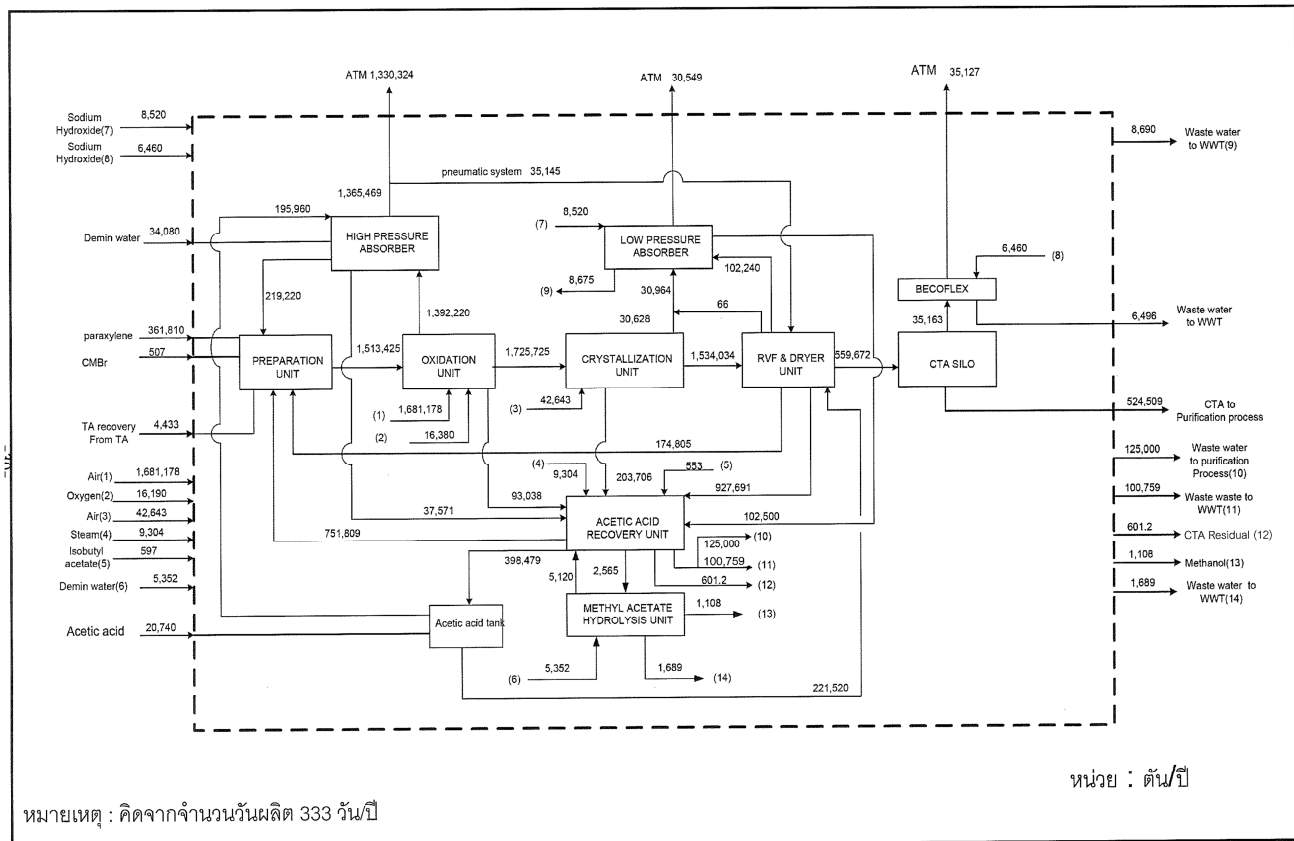 ATM 1,330,324
ATM 30,549
ATM 35,127
Sodium
Hydroxide(7)
8,520
Sodium
Hydroxide(8)
6,460
8,690
Waste water
to WWT(9)
pneumatic system 35,145
1,365,469
195,960
Demin water
34,080
HIGH PRESSURE
ABSORBER
(7)
8,520
LOW PRESSURE
ABSORBER
102,240
6,460
(8)
(9)
8,675
30,964
BECOFLEX
219,220
1,392,220
30,628
66
35,163
6,496
Waste water
to WWT
paraxylene
361,810
CMBr
507
PREPARATION
UNIT
1,513,425
OXIDATION
UNIT
1,725,725
CRYSTALLIZATION
UNIT
1,534,034
RVF & DRYER
UNIT
559,672
CTA SILO
(1)
1,681,178
(2)
16,380
(3)
42,643
524,509
CTA to
Purification process
TA recovery
From TA
4,433
174,805
125,000
Waste water
to purification
Process(10)
Air(1)
1,681,178
Oxygen(2)
16,190
Air(3)
42,643
Steam(4)
9,304
Isobutyl
acetate(5)
597
Demin water(6)
5,352
(4)
9,304
203,706
553
(5)
927,691
93,038
37,571
751,809
ACETIC ACID
RECOVERY UNIT
102,500
(10)
125,000
100,759
(11)
601.2
(12)
100,759
Waste waste to
WWT(11)
601.2
CTA Residual (12)
1,108
Methanol(13)
1,689
Waste water to
WWT(14)
398,479
5,120
2,565
METHYL ACETATE
HYDROLYSIS UNIT
1,108
(13)
Acetic acid
20,740
Acetic acid tank
(6)
5,352
1,689
(14)
221,520
หน่วย : ตัน/ปี
หมายเหตุ : คิดจากจำนวนวันผลิต 333 วัน/ปี